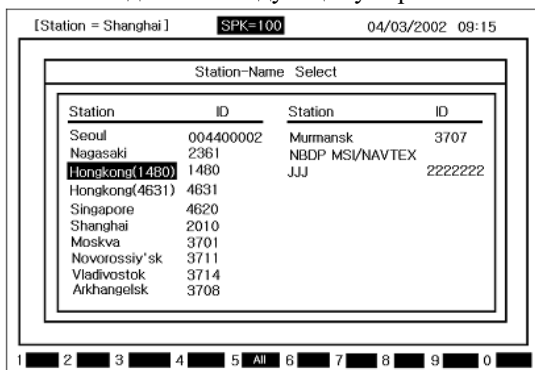 [Station = Shanghai] SPK=100 04/03/2002 09:15
Station-Name Select
Station ID Station ID
Seoul 004400002 Murmansk 3707
Nagasaki 2361 NBDP MSI/NAVTEX
Hongkong(1480) 1480 JJJ 2222222
Hongkong(4631) 4631
Singapore 4620
Shanghai 2010
Moskva 3701
Novorossiy'sk 3711
Vladivostok 3714
Arkhangelsk 3708
1 2 3 4 5 All 6 7 8 9 0